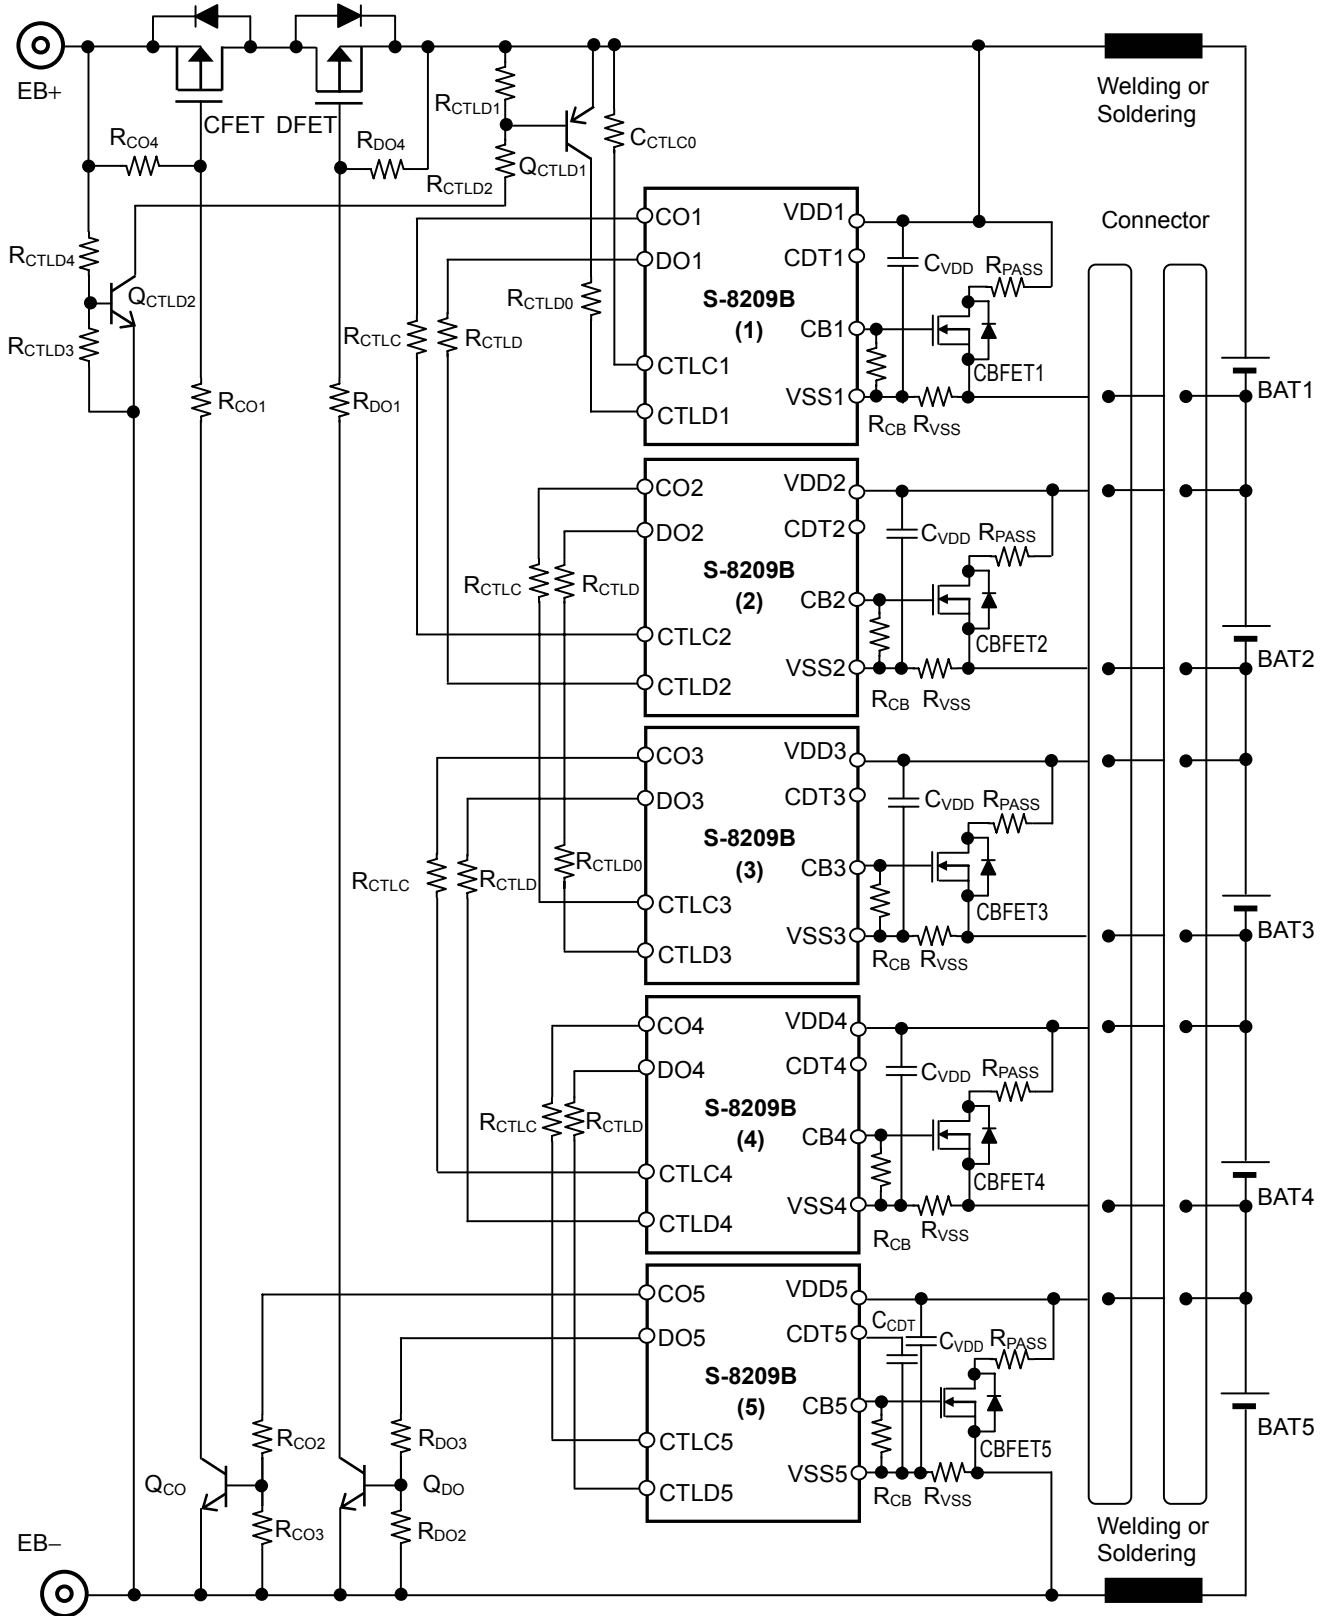 EB+
CFET DFET
Welding or
Soldering
RCTLD1
CCTLC0
RCO4
RDO4
QCTLD1
RCTLD2
Connector
RCTLD4
QCTLD2
RCTLD3
RCTLD0
RCTLC
RCTLD
RCO1
RDO1
CO1
DO1
S-8209B
(1)
CTLC1
CTLD1
VDD1
CDT1
CB1
VSS1
CVDD
RPASS
CBFET1
RCB RVSS
BAT1
CO2
DO2
S-8209B
(2)
CTLC2
CTLD2
VDD2
CDT2
CB2
VSS2
CVDD
RPASS
CBFET2
RCB RVSS
BAT2
RCTLC
RCTLD
CO3
DO3
S-8209B
(3)
CTLC3
CTLD3
VDD3
CDT3
CB3
VSS3
CVDD
RPASS
CBFET3
RCB RVSS
BAT3
RCTLC
RCTLD
RCTLD0
CO4
DO4
S-8209B
(4)
CTLC4
CTLD4
VDD4
CDT4
CB4
VSS4
CVDD
RPASS
CBFET4
RCB RVSS
BAT4
RCTLC
RCTLD
CO5
DO5
S-8209B
(5)
CTLC5
CTLD5
VDD5
CDT5
CB5
VSS5
CCDT
CVDD
RPASS
CBFET5
RCB RVSS
BAT5
RCO2
RDO3
QCO
QDO
RCO3
RDO2
EB−
Welding or
Soldering